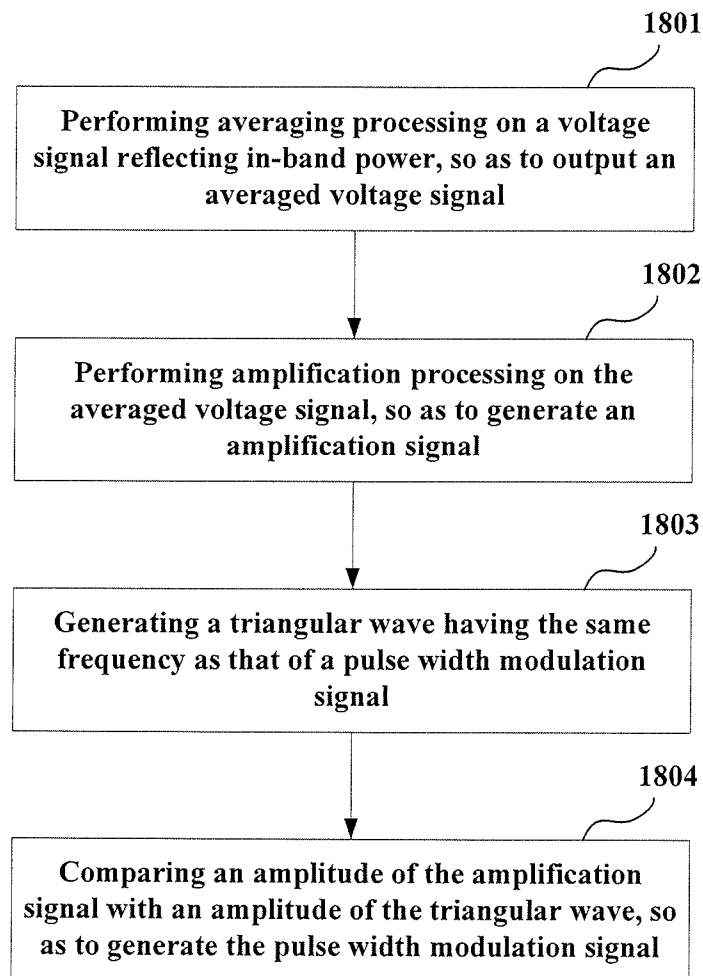 1801
Performing averaging processing on a voltage
signal reflecting in-band power, so as to output an
averaged voltage signal
1802
Performing amplification processing on the
averaged voltage signal, so as to generate an
amplification signal
1803
Generating a triangular wave having the same
frequency as that of a pulse width modulation
signal
1804
Comparing an amplitude of the amplification
signal with an amplitude of the triangular wave, so
as to generate the pulse width modulation signal